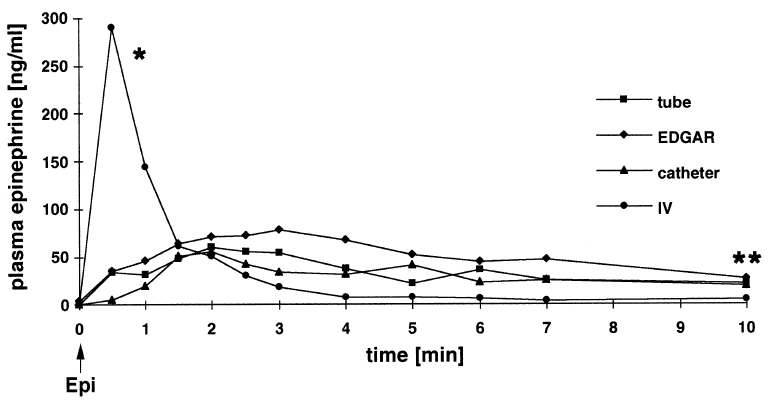 plasma epinephrine [ng/ml]
300
250
200
150
100
50
0
*
**
tube
EDGAR
catheter
IV
0 1 2 3 4 5 6 7 8 9 10
time [min]
Epi